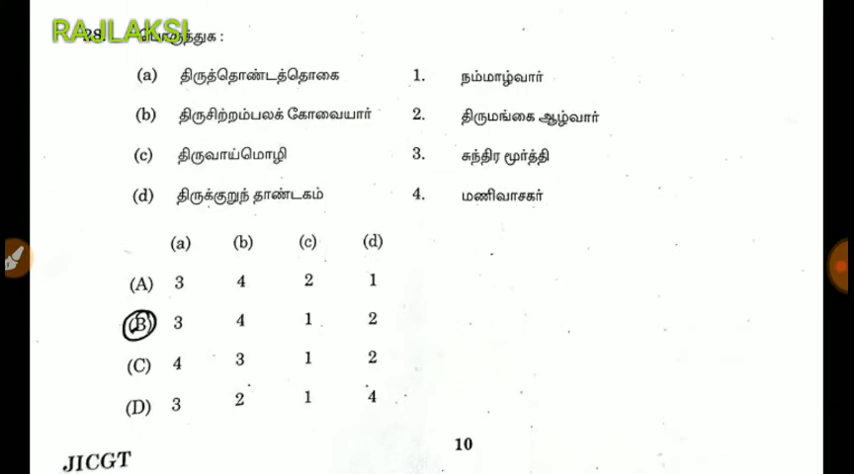 RAJLAKSI
28. பொருத்துக :
(a) திருத்தொண்டத்தொகை 1. நம்மாழ்வார்
(b) திருசிற்றம்பலக் கோவையார் 2. திருமங்கை ஆழ்வார்
(c) திருவாய்மொழி 3. சுந்திர மூர்த்தி
(d) திருக்குறுந் தாண்டகம் 4. மணிவாசகர்
(a) (b) (c) (d)
(A) 3 4 2 1
(B) 3 4 1 2
(C) 4 3 1 2
(D) 3 2 1 4
JICGT 10